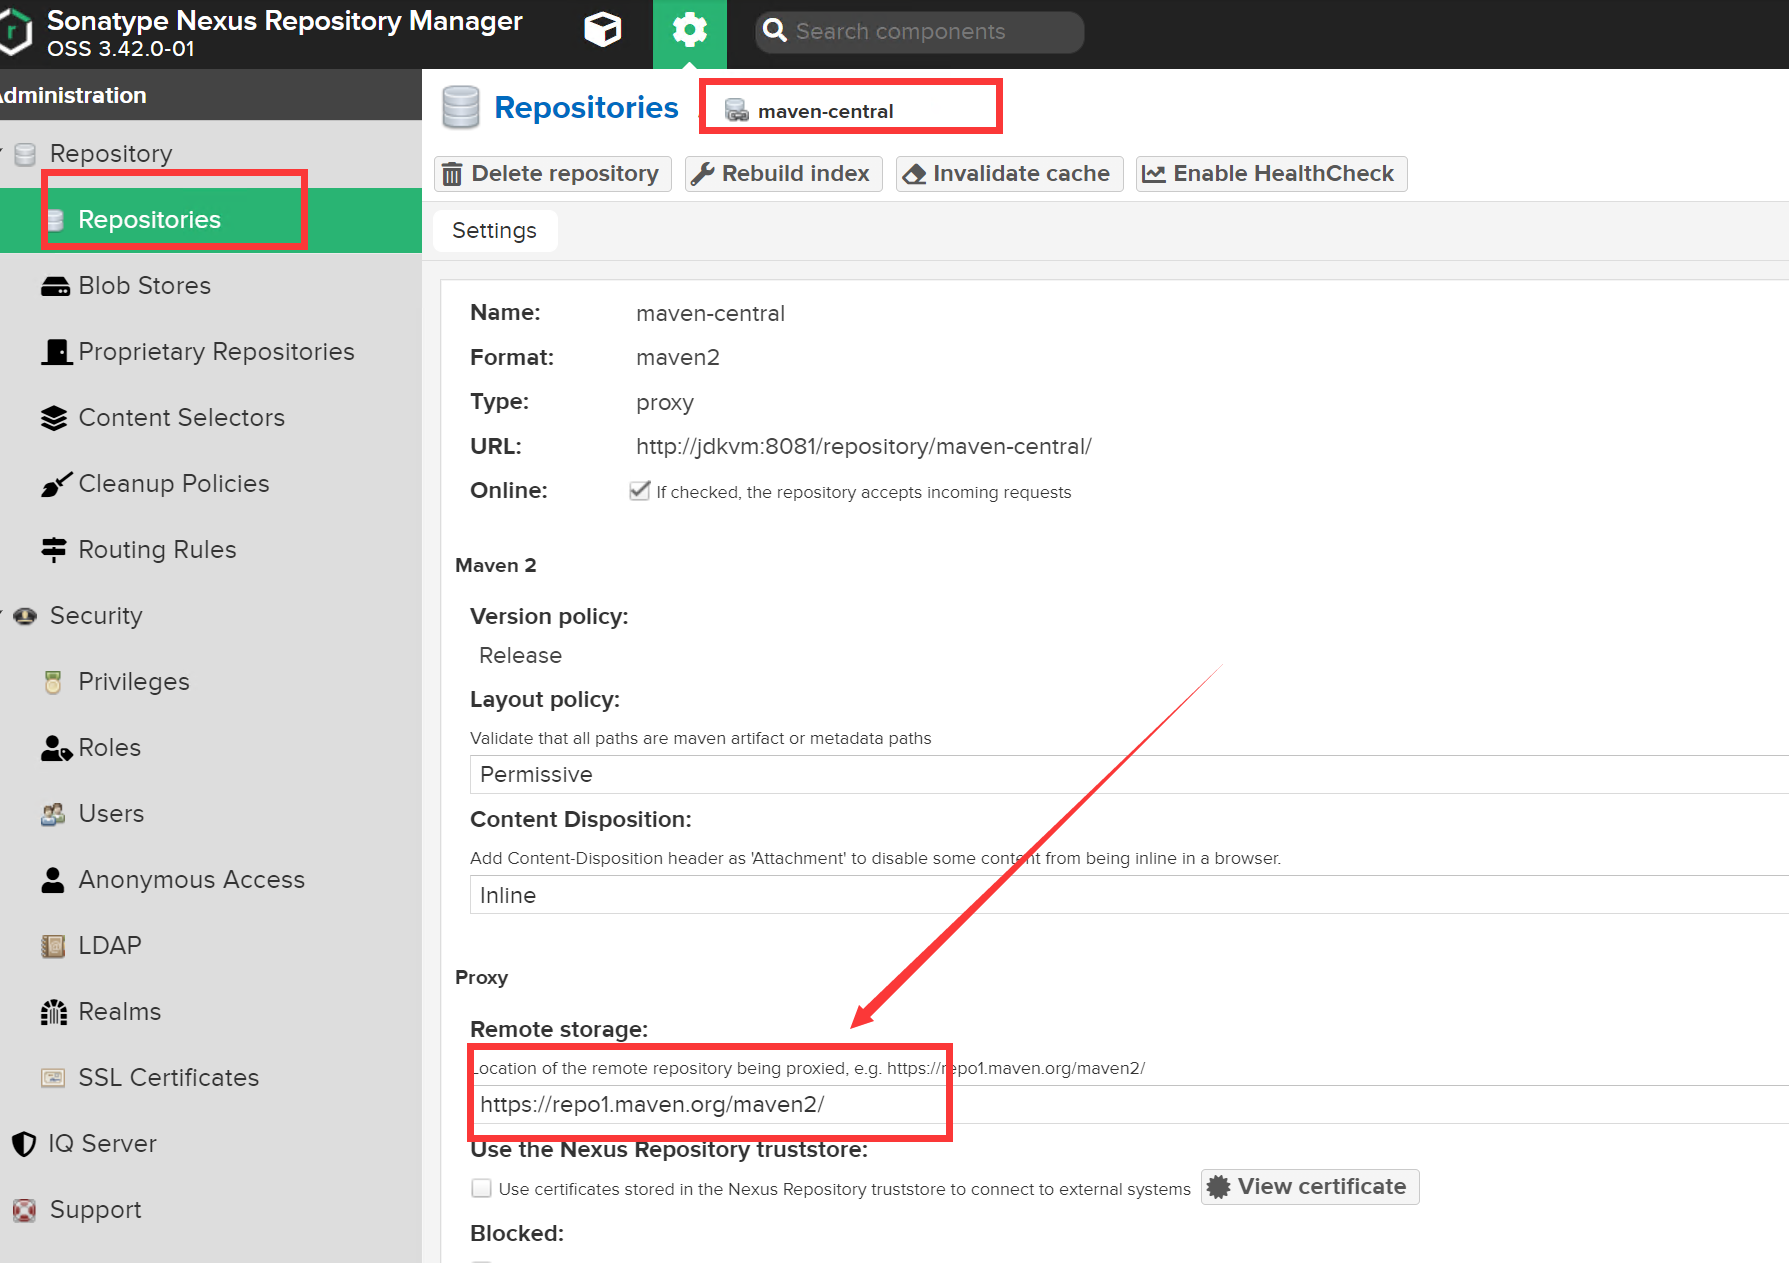 Sonatype Nexus Repository Manager
OSS 3.42.0-01
Search components
Administration
Repositories
maven-central
Repository
Delete repository
Rebuild index
Invalidate cache
Enable HealthCheck
Repositories
Settings
Blob Stores
Proprietary Repositories
Content Selectors
Cleanup Policies
Routing Rules
Security
Privileges
Roles
Users
Anonymous Access
LDAP
Realms
SSL Certificates
IQ Server
Support
Name: maven-central
Format: maven2
Type: proxy
URL: http://jdkvm:8081/repository/maven-central/
Online: If checked, the repository accepts incoming requests
Maven 2
Version policy:
Release
Layout policy:
Validate that all paths are maven artifact or metadata paths
Permissive
Content Disposition:
Add Content-Disposition header as 'Attachment' to disable some content from being inline in a browser.
Inline
Proxy
Remote storage:
Location of the remote repository being proxied, e.g. https://repo1.maven.org/maven2/
https://repo1.maven.org/maven2/
Use the Nexus Repository truststore:
Use certificates stored in the Nexus Repository truststore to connect to external systems
View certificate
Blocked: